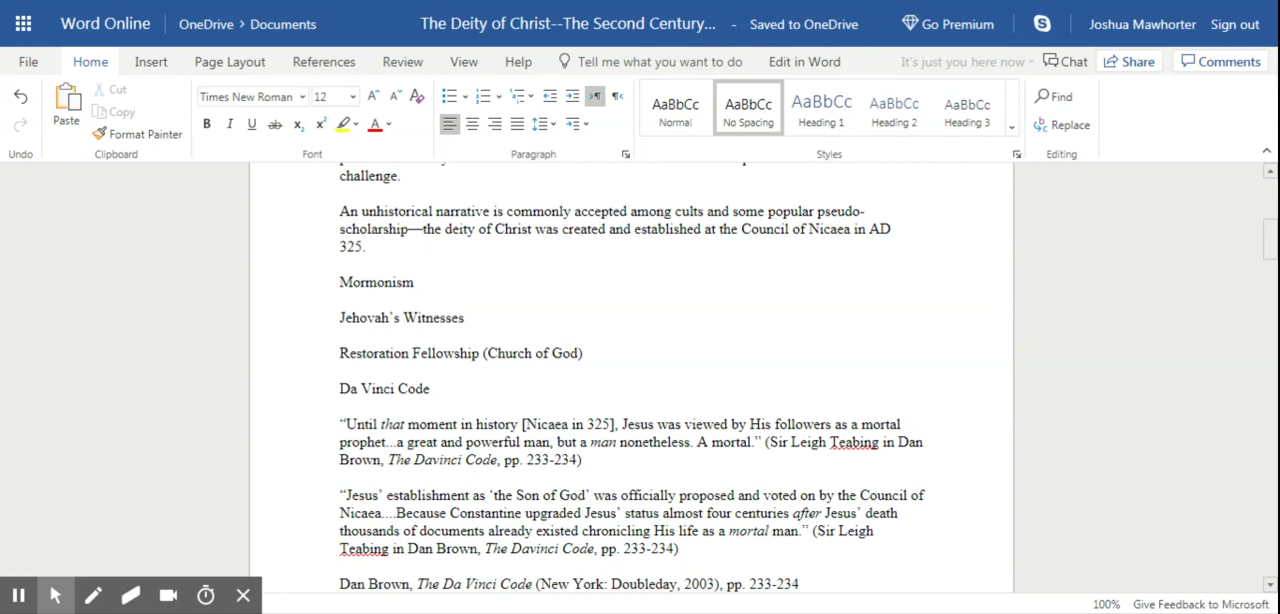 Word Online OneDrive > Documents The Deity of Christ--The Second Century... - Saved to OneDrive Go Premium Joshua Mawhorter Sign out
File Home Insert Page Layout References Review View Help Tell me what you want to do Edit in Word It's just you here now Chat Share Comments
Paste Cut Copy Format Painter
Times New Roman 12
B I U ab x₂ x² A
AaBbCc AaBbCc AaBbCc AaBbCc AaBbCc
Normal No Spacing Heading 1 Heading 2 Heading 3
Find
Replace
Undo Clipboard Font Paragraph Styles Editing
challenge.
An unhistorical narrative is commonly accepted among cults and some popular pseudo-
scholarship—the deity of Christ was created and established at the Council of Nicaea in AD
325.
Mormonism
Jehovah's Witnesses
Restoration Fellowship (Church of God)
Da Vinci Code
“Until that moment in history [Nicaea in 325], Jesus was viewed by His followers as a mortal
prophet...a great and powerful man, but a man nonetheless. A mortal.” (Sir Leigh Teabing in Dan
Brown, The Davinci Code, pp. 233-234)
“Jesus’ establishment as ‘the Son of God’ was officially proposed and voted on by the Council of
Nicaea....Because Constantine upgraded Jesus’ status almost four centuries after Jesus’ death
thousands of documents already existed chronicling His life as a mortal man.” (Sir Leigh
Teabing in Dan Brown, The Davinci Code, pp. 233-234)
Dan Brown, The Da Vinci Code (New York: Doubleday, 2003), pp. 233-234
100% Give Feedback to Microsoft